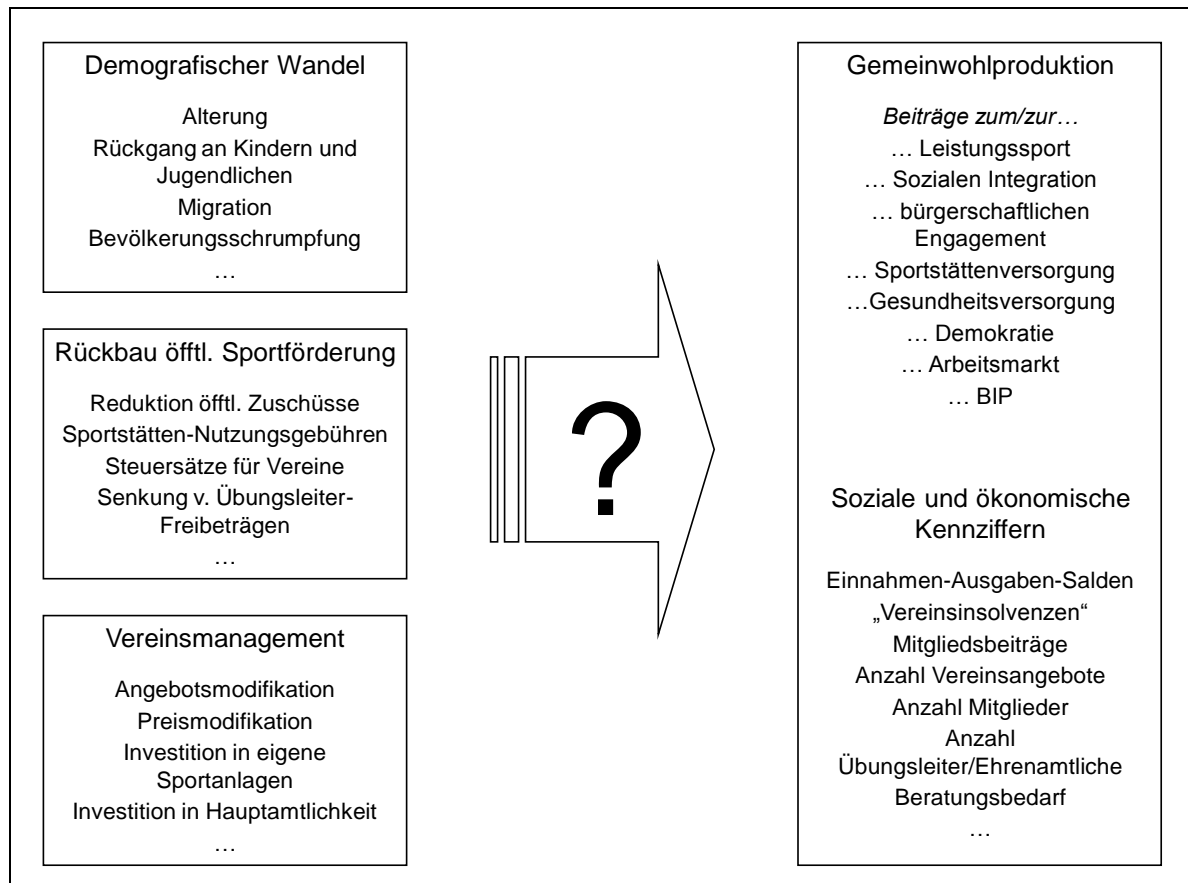 Demografischer Wandel
Alterung
Rückgang an Kindern und
Jugendlichen
Migration
Bevölkerungsschrumpfung
…
Rückbau öfftl. Sportförderung
Reduktion öfftl. Zuschüsse
Sportstätten-Nutzungsgebühren
Steuersätze für Vereine
Senkung v. Übungsleiter-
Freibeträgen
…
Vereinsmanagement
Angebotsmodifikation
Preismodifikation
Investition in eigene
Sportanlagen
Investition in Hauptamtlichkeit
…
?
Gemeinwohlproduktion
Beiträge zum/zur…
… Leistungssport
… Sozialen Integration
… bürgerschaftlichen
Engagement
… Sportstättenversorgung
…Gesundheitsversorgung
… Demokratie
… Arbeitsmarkt
… BIP
Soziale und ökonomische
Kennziffern
Einnahmen-Ausgaben-Salden
„Vereinsinsolvenzen“
Mitgliedsbeiträge
Anzahl Vereinsangebote
Anzahl Mitglieder
Anzahl
Übungsleiter/Ehrenamtliche
Beratungsbedarf
…